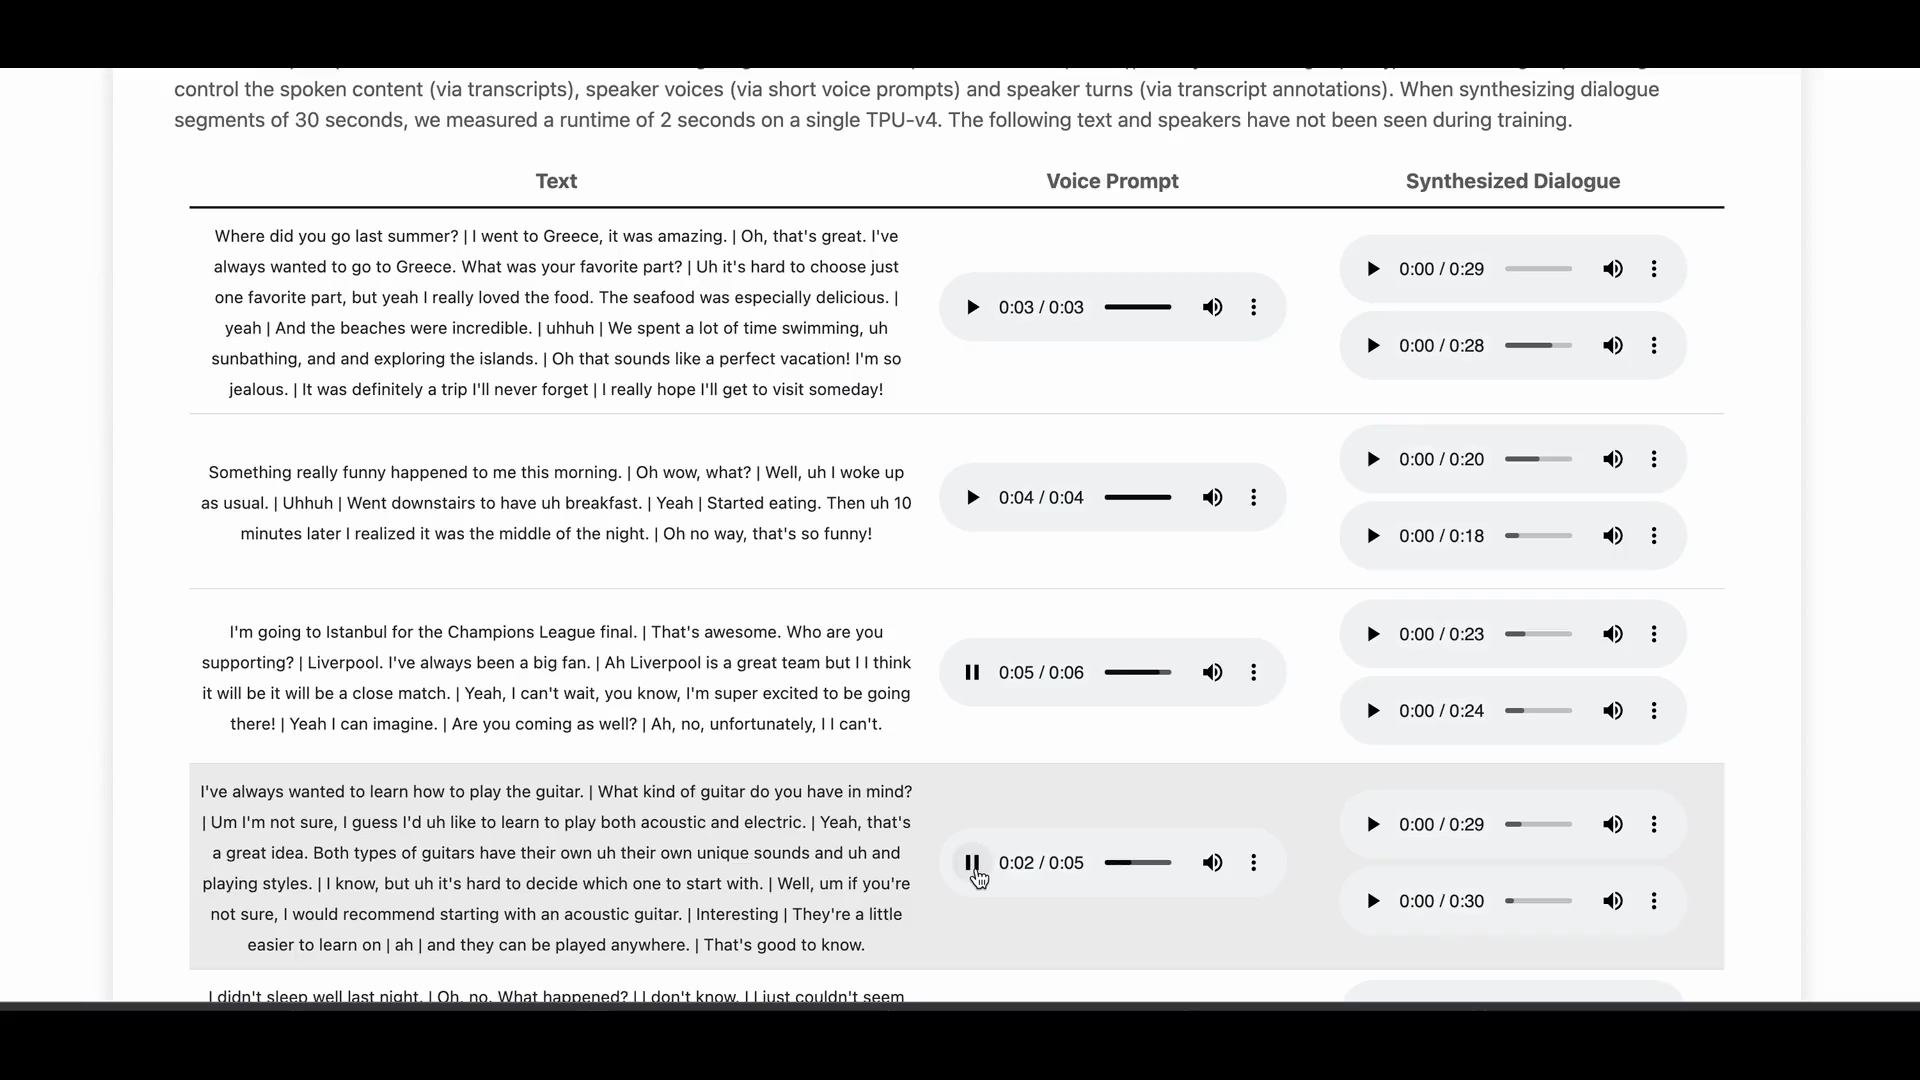 control the spoken content (via transcripts), speaker voices (via short voice prompts) and speaker turns (via transcript annotations). When synthesizing dialogue
segments of 30 seconds, we measured a runtime of 2 seconds on a single TPU-v4. The following text and speakers have not been seen during training.
Text
Voice Prompt
Synthesized Dialogue
Where did you go last summer? | I went to Greece, it was amazing. | Oh, that's great. I've
always wanted to go to Greece. What was your favorite part? | Uh it's hard to choose just
one favorite part, but yeah I really loved the food. The seafood was especially delicious. |
yeah | And the beaches were incredible. | uhhuh | We spent a lot of time swimming, uh
sunbathing, and and exploring the islands. | Oh that sounds like a perfect vacation! I'm so
jealous. | It was definitely a trip I'll never forget | I really hope I'll get to visit someday!
0:03 / 0:03
0:00 / 0:29
0:00 / 0:28
Something really funny happened to me this morning. | Oh wow, what? | Well, uh I woke up
as usual. | Uhhuh | Went downstairs to have uh breakfast. | Yeah | Started eating. Then uh 10
minutes later I realized it was the middle of the night. | Oh no way, that's so funny!
0:04 / 0:04
0:00 / 0:20
0:00 / 0:18
I'm going to Istanbul for the Champions League final. | That's awesome. Who are you
supporting? | Liverpool. I've always been a big fan. | Ah Liverpool is a great team but I I think
it will be it will be a close match. | Yeah, I can't wait, you know, I'm super excited to be going
there! | Yeah I can imagine. | Are you coming as well? | Ah, no, unfortunately, I I can't.
0:05 / 0:06
0:00 / 0:23
0:00 / 0:24
I've always wanted to learn how to play the guitar. | What kind of guitar do you have in mind?
| Um I'm not sure, I guess I'd uh like to learn to play both acoustic and electric. | Yeah, that's
a great idea. Both types of guitars have their own uh their own unique sounds and uh and
playing styles. | I know, but uh it's hard to decide which one to start with. | Well, um if you're
not sure, I would recommend starting with an acoustic guitar. | Interesting | They're a little
easier to learn on | ah | and they can be played anywhere. | That's good to know.
0:02 / 0:05
0:00 / 0:29
0:00 / 0:30
I didn't sleep well last night. | Oh, no. What happened? | I don't know. I I just couldn't seem